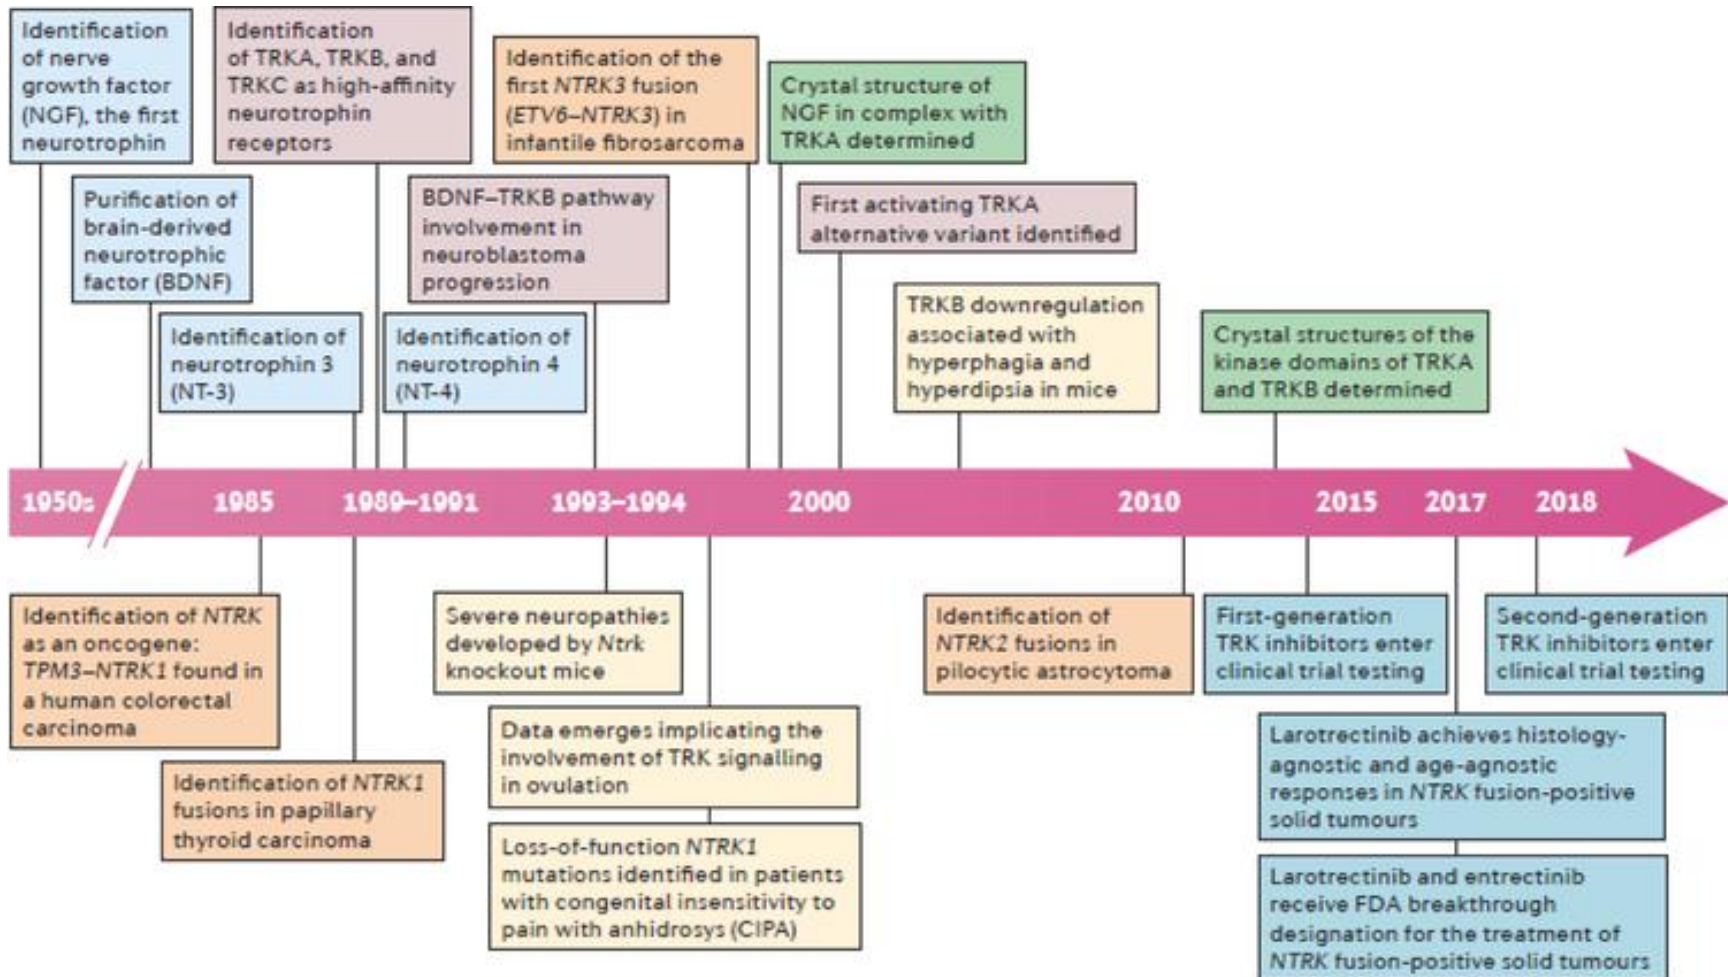 Identification
of nerve
growth factor
(NGF), the first
neurotrophin
Identification
of TRKA, TRKB, and
TRKC as high-affinity
neurotrophin
receptors
Identification of the
first NTRK3 fusion
(ETV6–NTRK3) in
infantile fibrosarcoma
Crystal structure of
NGF in complex with
TRKA determined
Purification of
brain-derived
neurotrophic
factor (BDNF)
BDNF–TRKB pathway
involvement in
neuroblastoma
progression
First activating TRKA
alternative variant identified
Identification of
neurotrophin 3
(NT-3)
Identification of
neurotrophin 4
(NT-4)
TRKB downregulation
associated with
hyperphagia and
hyperdipsia in mice
Crystal structures of the
kinase domains of TRKA
and TRKB determined
1950s 1985 1989–1991 1993–1994 2000 2010 2015 2017 2018
Identification of NTRK
as an oncogene:
TPM3–NTRK1 found in
a human colorectal
carcinoma
Severe neuropathies
developed by Ntrk
knockout mice
Identification of
NTRK2 fusions in
pilocytic astrocytoma
First-generation
TRK inhibitors enter
clinical trial testing
Second-generation
TRK inhibitors enter
clinical trial testing
Data emerges implicating the
involvement of TRK signalling
in ovulation
Larotrectinib achieves histology-
agnostic and age-agnostic
responses in NTRK fusion-positive
solid tumours
Identification of NTRK1
fusions in papillary
thyroid carcinoma
Loss-of-function NTRK1
mutations identified in patients
with congenital insensitivity to
pain with anhidrosys (CIPA)
Larotrectinib and entrectinib
receive FDA breakthrough
designation for the treatment of
NTRK fusion-positive solid tumours